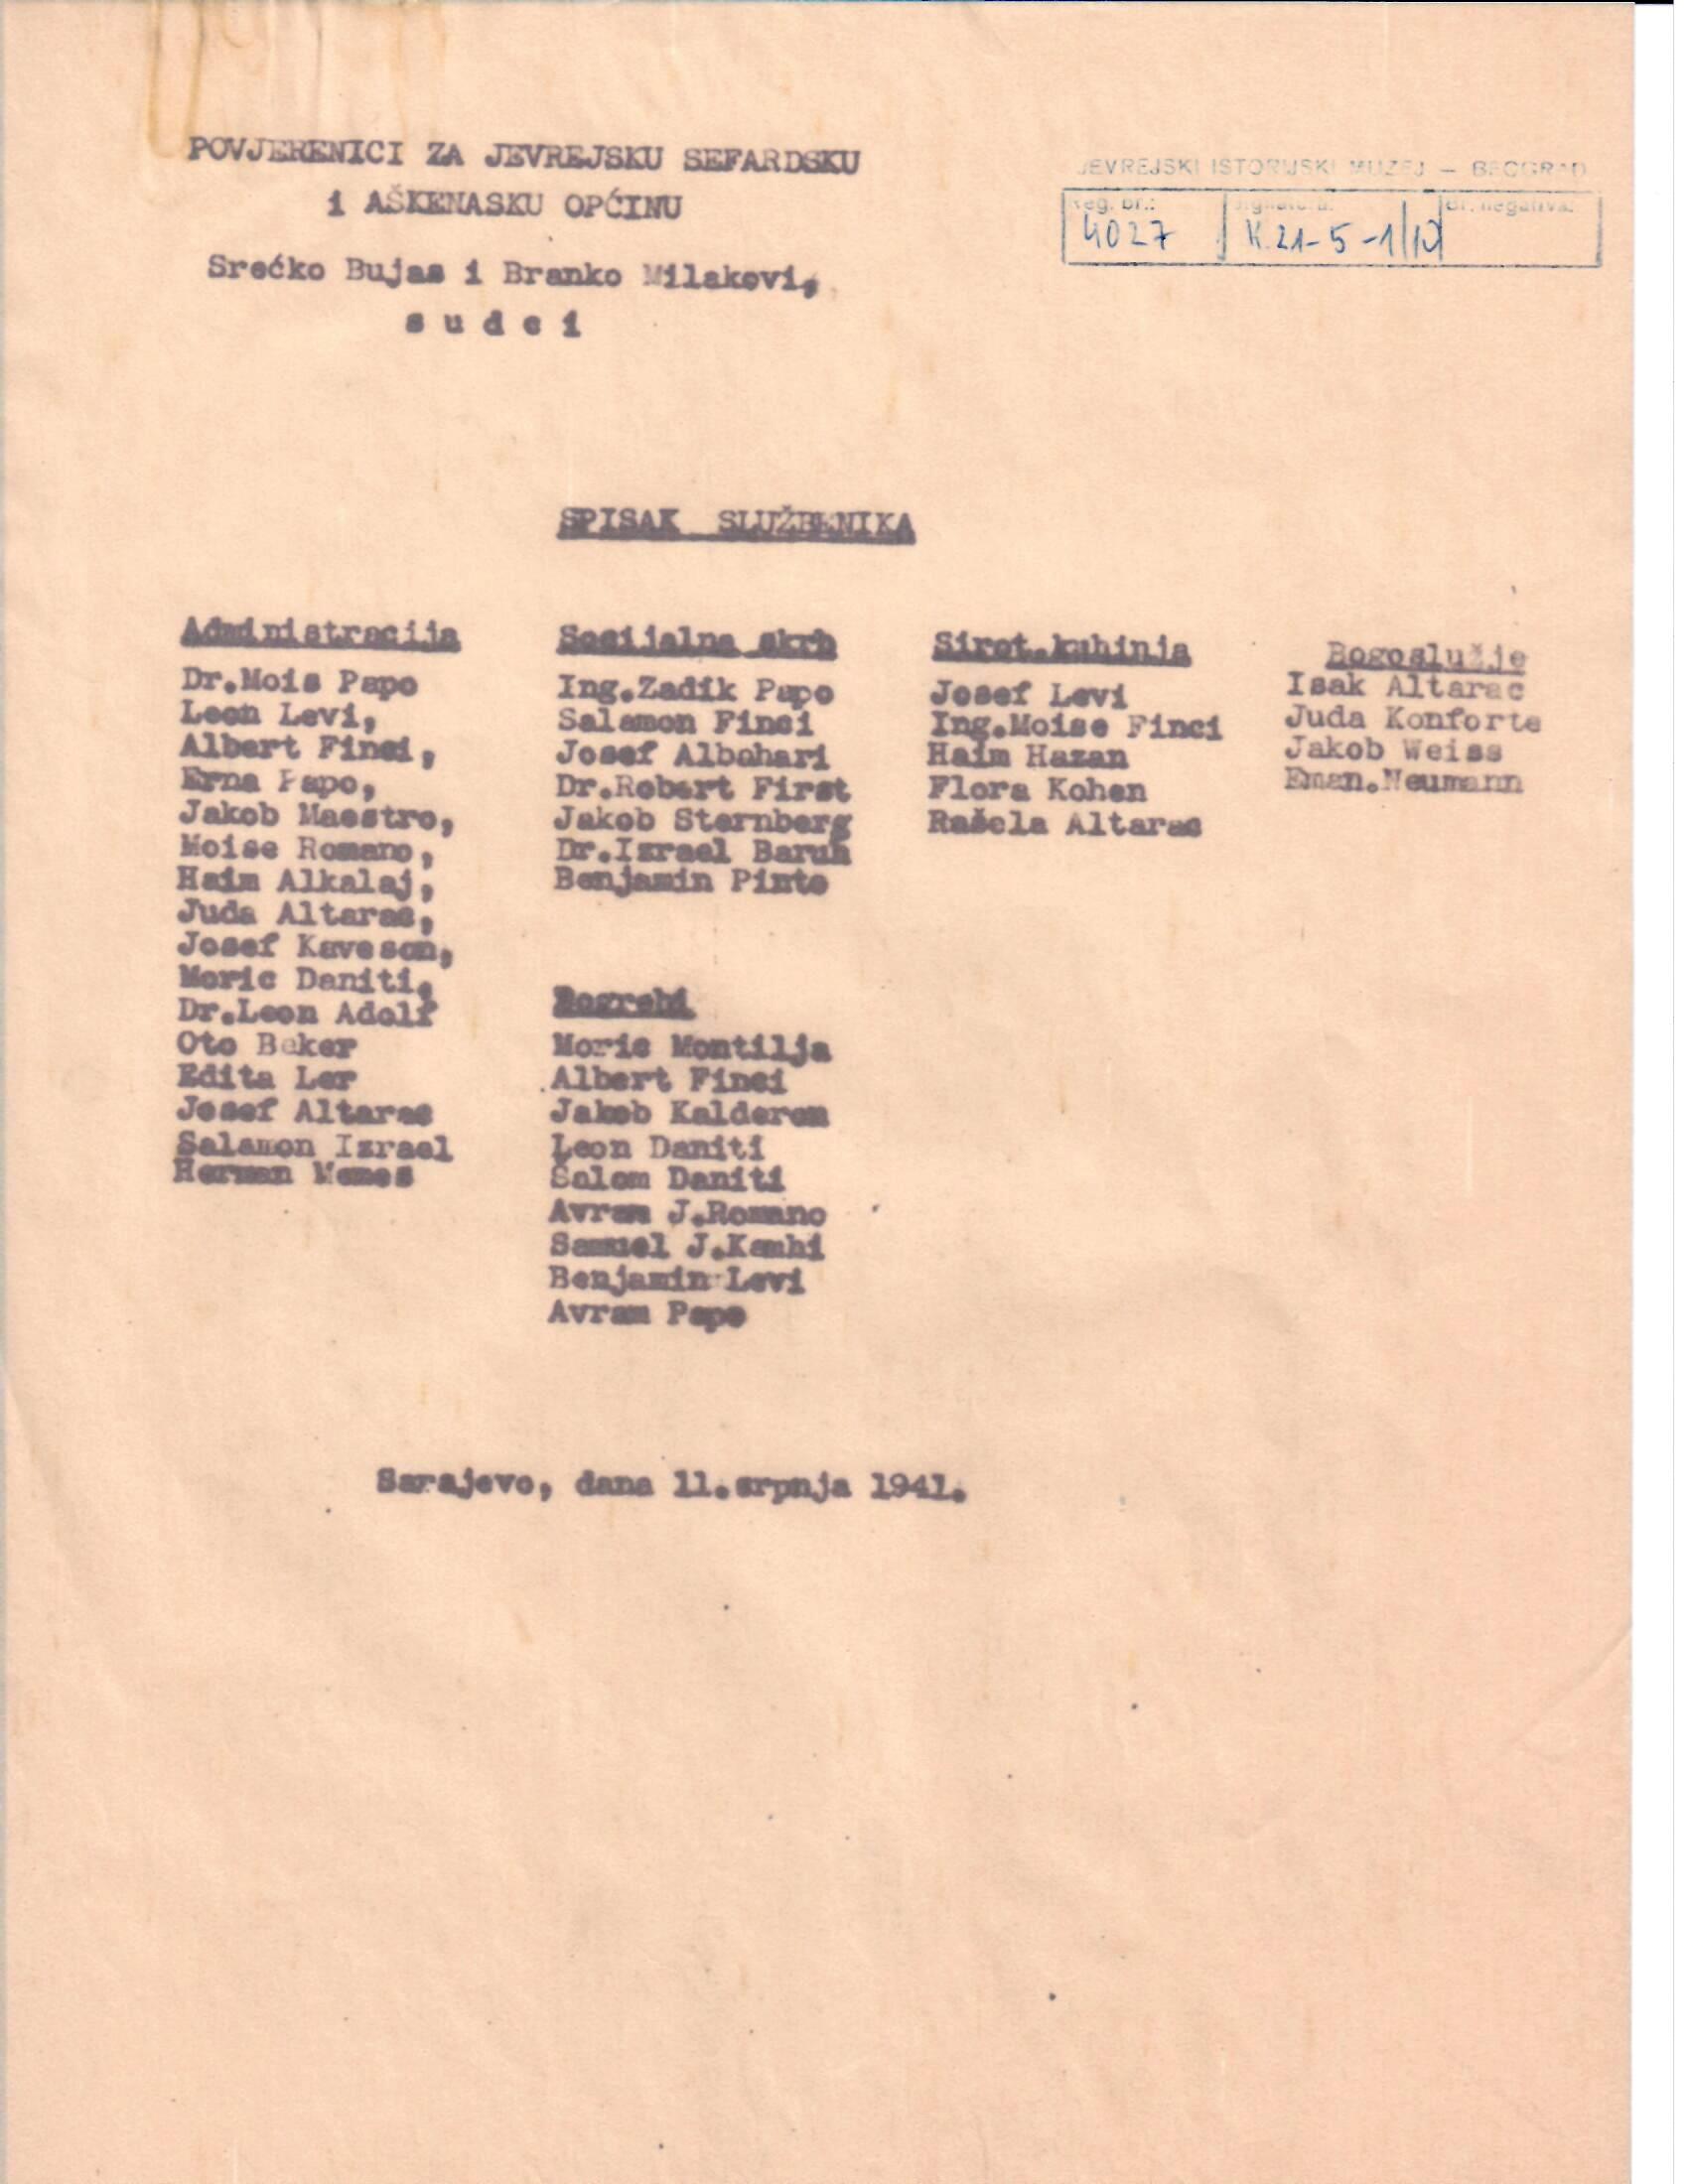 POVJERENICI ZA JEVREJSKU SEFARDSKU
i AŠKENASKU OPĆINU
Srećko Bujas i Branko Milakovi,
s u d c i
JEVREJSKI ISTORIJSKI MUZEJ — BEOGRAD
Reg. br.: Signatura: Br. negativa:
4027 K.21-5-1/
SPISAK SLUŽBENIKA
Administracija
Dr.Mois Papo
Leon Levi,
Albert Finci,
Erna Papo,
Jakob Maestro,
Moise Romano,
Haim Alkalaj,
Juda Altarac,
Josef Kaveson,
Moric Daniti,
Dr.Leon Adolf
Oto Beker
Edita Ler
Josef Altarac
Salamon Izrael
Herman Memes
Socijalna skrb
Ing.Zadik Papo
Salamon Finci
Josef Albahari
Dr.Robert First
Jakob Sternberg
Dr.Izrael Baruh
Benjamin Pinto
Pogrebi
Moric Montilja
Albert Finci
Jakob Kalderon
Leon Daniti
Šalom Daniti
Avram J.Romano
Samuel J.Kamhi
Benjamin Levi
Avram Papo
Sirot.kuhinja
Josef Levi
Ing.Moise Finci
Haim Hazan
Flora Kohen
Rašela Altarac
Bogoslužje
Isak Altarac
Juda Konforte
Jakob Weiss
Eman.Neumann
Sarajevo, dana 11.srpnja 1941.